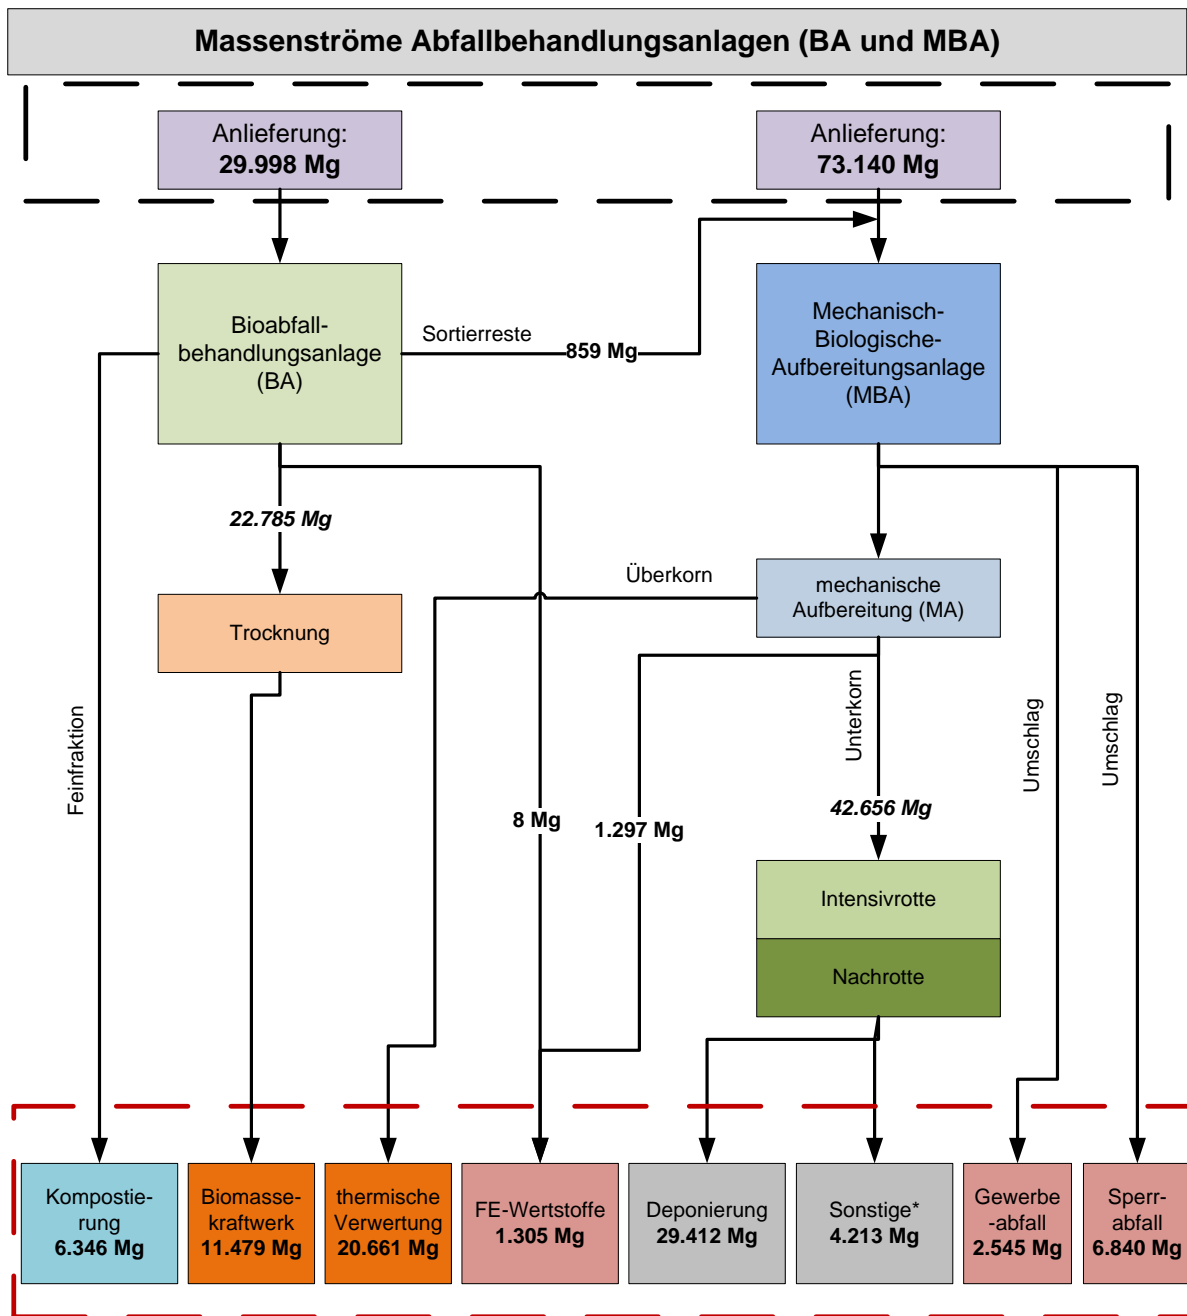 Massenströme Abfallbehandlungsanlagen (BA und MBA)
Anlieferung:
29.998 Mg
Anlieferung:
73.140 Mg
Bioabfall-
behandlungsanlage
(BA)
Sortierreste
859 Mg
Mechanisch-
Biologische-
Aufbereitungsanlage
(MBA)
22.785 Mg
Überkorn
mechanische
Aufbereitung (MA)
Trocknung
Feinfraktion
Unterkorn
Umschlag
Umschlag
8 Mg
1.297 Mg
42.656 Mg
Intensivrotte
Nachrotte
Kompostie-
rung
6.346 Mg
Biomasse-
kraftwerk
11.479 Mg
thermische
Verwertung
20.661 Mg
FE-Wertstoffe
1.305 Mg
Deponierung
29.412 Mg
Sonstige*
4.213 Mg
Gewerbe
-abfall
2.545 Mg
Sperr-
abfall
6.840 Mg